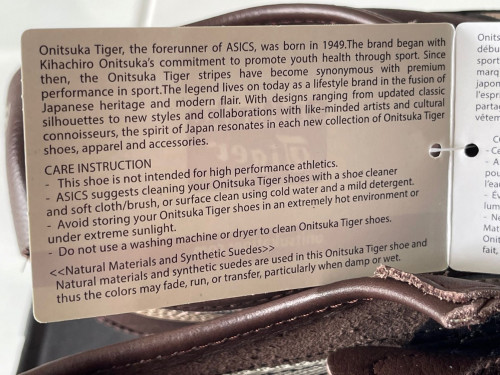 Onitsuka Tiger, the forerunner of ASICS, was born in 1949.The brand began with
Kihachiro Onitsuka's commitment to promote youth health through sport. Since
then, the Onitsuka Tiger stripes have become synonymous with premium
performance in sport.The legend lives on today as a lifestyle brand in the fusion of
Japanese heritage and modern flair. With designs ranging from updated classic
silhouettes to new styles and collaborations with like-minded artists and cultural
connoisseurs, the spirit of Japan resonates in each new collection of Onitsuka Tiger
shoes, apparel and accessories.
CARE INSTRUCTION
- This shoe is not intended for high performance athletics.
- ASICS suggests cleaning your Onitsuka Tiger shoes with a shoe cleaner
and soft cloth/brush, or surface clean using cold water and a mild detergent.
- Avoid storing your Onitsuka Tiger shoes in an extremely hot environment or
under extreme sunlight.
- Do not use a washing machine or dryer to clean Onitsuka Tiger shoes.
<<Natural Materials and Synthetic Suedes>>
Natural materials and synthetic suedes are used in this Onitsuka Tiger shoe and
thus the colors may fade, run, or transfer, particularly when damp or wet.